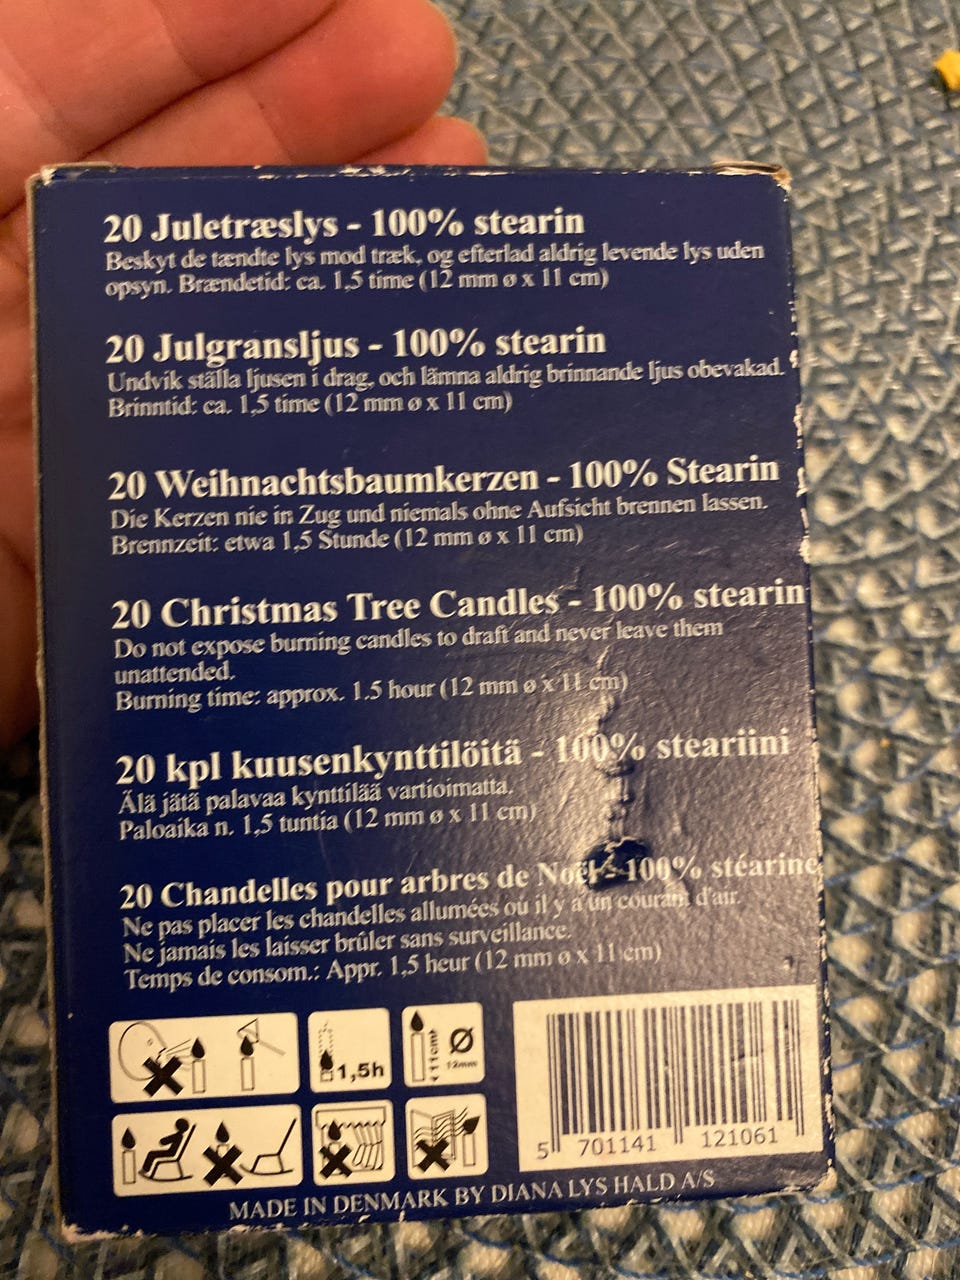 20 Juletræslys - 100% stearin
Beskyt de tændte lys mod træk, og efterlad aldrig levende lys uden
opsyn. Brændetid: ca. 1,5 time (12 mm ø x 11 cm)
20 Julgransljus - 100% stearin
Undvik ställa ljusen i drag, och lämna aldrig brinnande ljus obevakad.
Brinntid: ca. 1,5 time (12 mm ø x 11 cm)
20 Weihnachtsbaumkerzen - 100% Stearin
Die Kerzen nie in Zug und niemals ohne Aufsicht brennen lassen.
Brennzeit: etwa 1,5 Stunde (12 mm ø x 11 cm)
20 Christmas Tree Candles - 100% stearin
Do not expose burning candles to draft and never leave them
unattended.
Burning time: approx. 1.5 hour (12 mm ø x 11 cm)
20 kpl kuusenkynttilöitä - 100% steariini
Älä jätä palavaa kynttilää vartioimatta.
Paloaika n. 1,5 tuntia (12 mm ø x 11 cm)
20 Chandelles pour arbres de Noël - 100% stéarine
Ne pas placer les chandelles allumées où il y a un courant d'air.
Ne jamais les laisser brûler sans surveillance.
Temps de consom.: Appr. 1,5 heur (12 mm ø x 11 cm)
1,5h
11cm
Ø
12mm
5 701141 121061
MADE IN DENMARK BY DIANA LYS HALD A/S